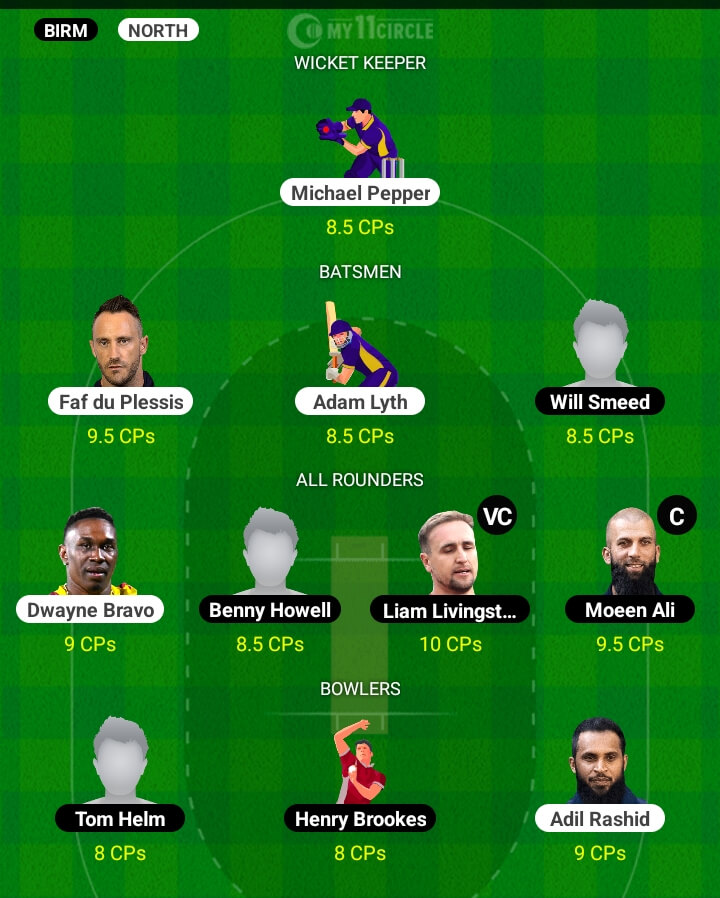 BIRM NORTH
MY11CIRCLE
WICKET KEEPER
Michael Pepper
8.5 CPs
BATSMEN
Faf du Plessis Adam Lyth Will Smeed
9.5 CPs 8.5 CPs 8.5 CPs
ALL ROUNDERS
VC C
Dwayne Bravo Benny Howell Liam Livingst... Moeen Ali
9 CPs 8.5 CPs 10 CPs 9.5 CPs
BOWLERS
Tom Helm Henry Brookes Adil Rashid
8 CPs 8 CPs 9 CPs